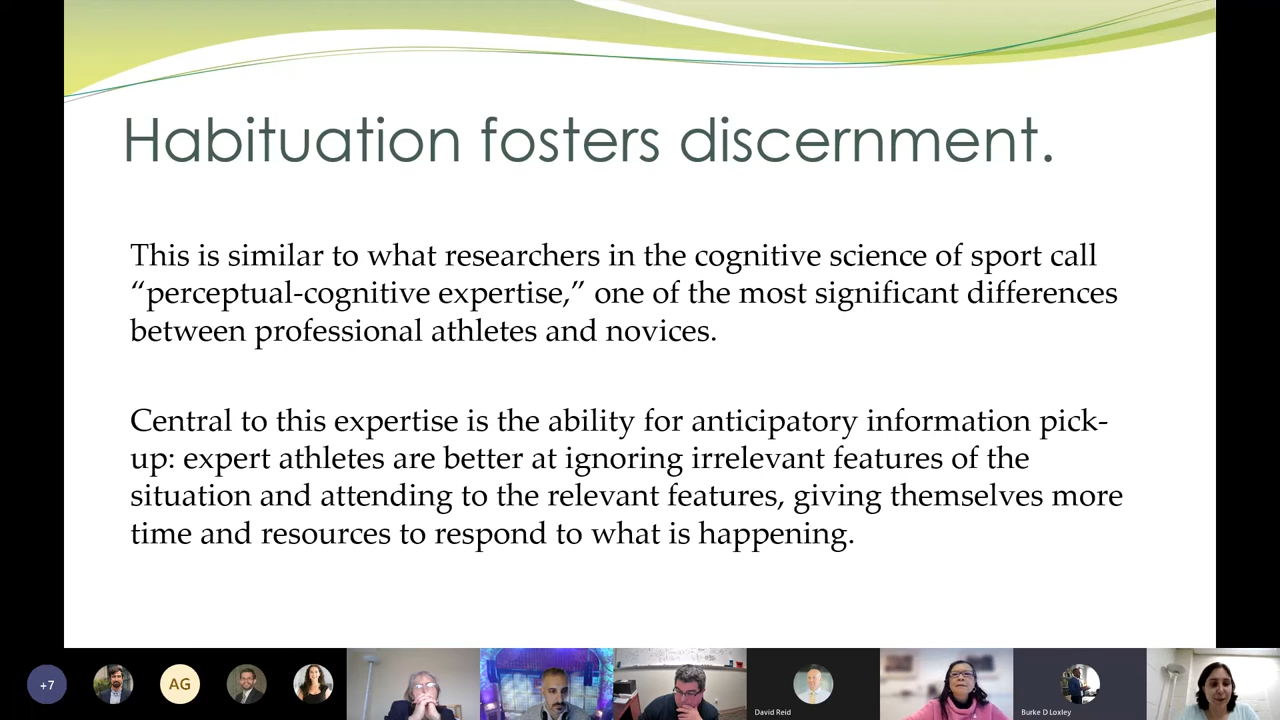 Habituation fosters discernment.
This is similar to what researchers in the cognitive science of sport call
“perceptual-cognitive expertise,” one of the most significant differences
between professional athletes and novices.
Central to this expertise is the ability for anticipatory information pick-
up: expert athletes are better at ignoring irrelevant features of the
situation and attending to the relevant features, giving themselves more
time and resources to respond to what is happening.
+7
AG
David Reid
Burke D Loxley